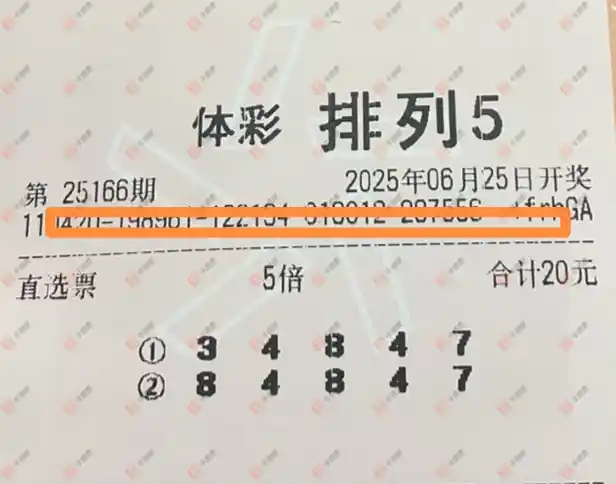 体彩 排列5
第 25166期 2025年06月25日开奖
直选票 5倍 合计20元
① 3 4 8 4 7
② 8 4 8 4 7